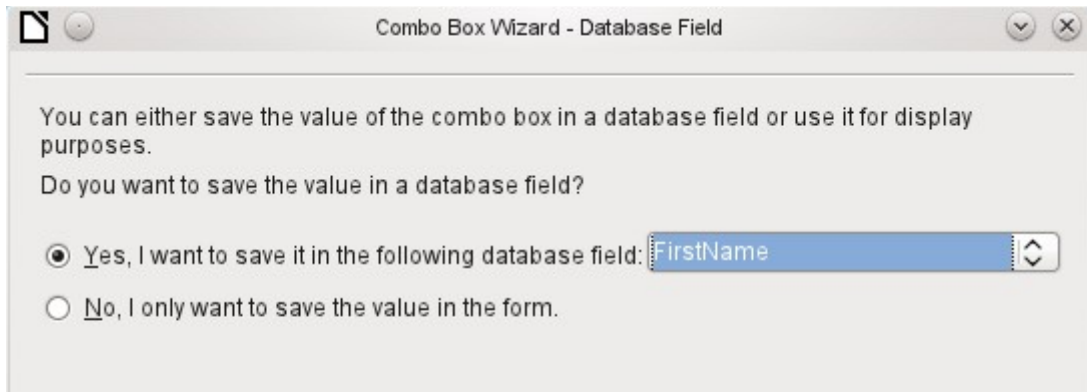 Combo Box Wizard - Database Field
You can either save the value of the combo box in a database field or use it for display
purposes.
Do you want to save the value in a database field?
Yes, I want to save it in the following database field: FirstName
No, I only want to save the value in the form.